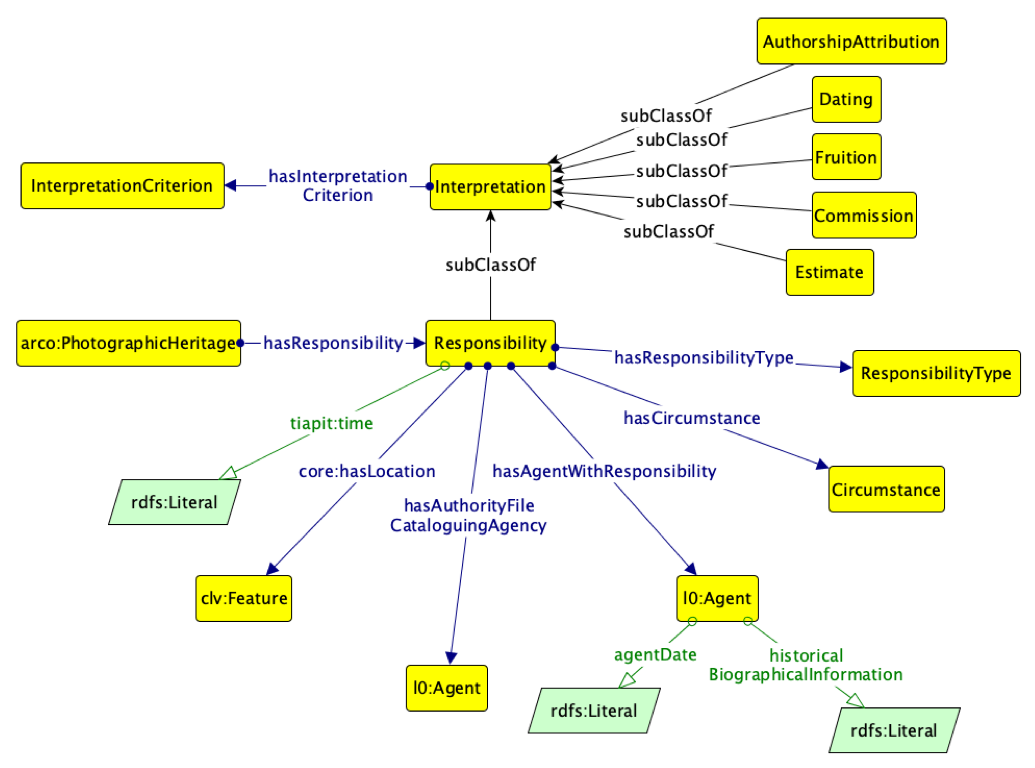 AuthorshipAttribution
subClassOf
Dating
subClassOf
Fruition
subClassOf
InterpretationCriterion
hasInterpretation
Criterion
Interpretation
subClassOf
Commission
subClassOf
Estimate
subClassOf
arco:PhotographicHeritage
hasResponsibility
Responsibility
hasResponsibilityType
ResponsibilityType
tiapit:time
hasCircumstance
core:hasLocation
hasAgentWithResponsibility
rdfs:Literal
hasAuthorityFile
CataloguingAgency
Circumstance
clv:Feature
l0:Agent
l0:Agent
agentDate
historical
BiographicalInformation
rdfs:Literal
rdfs:Literal